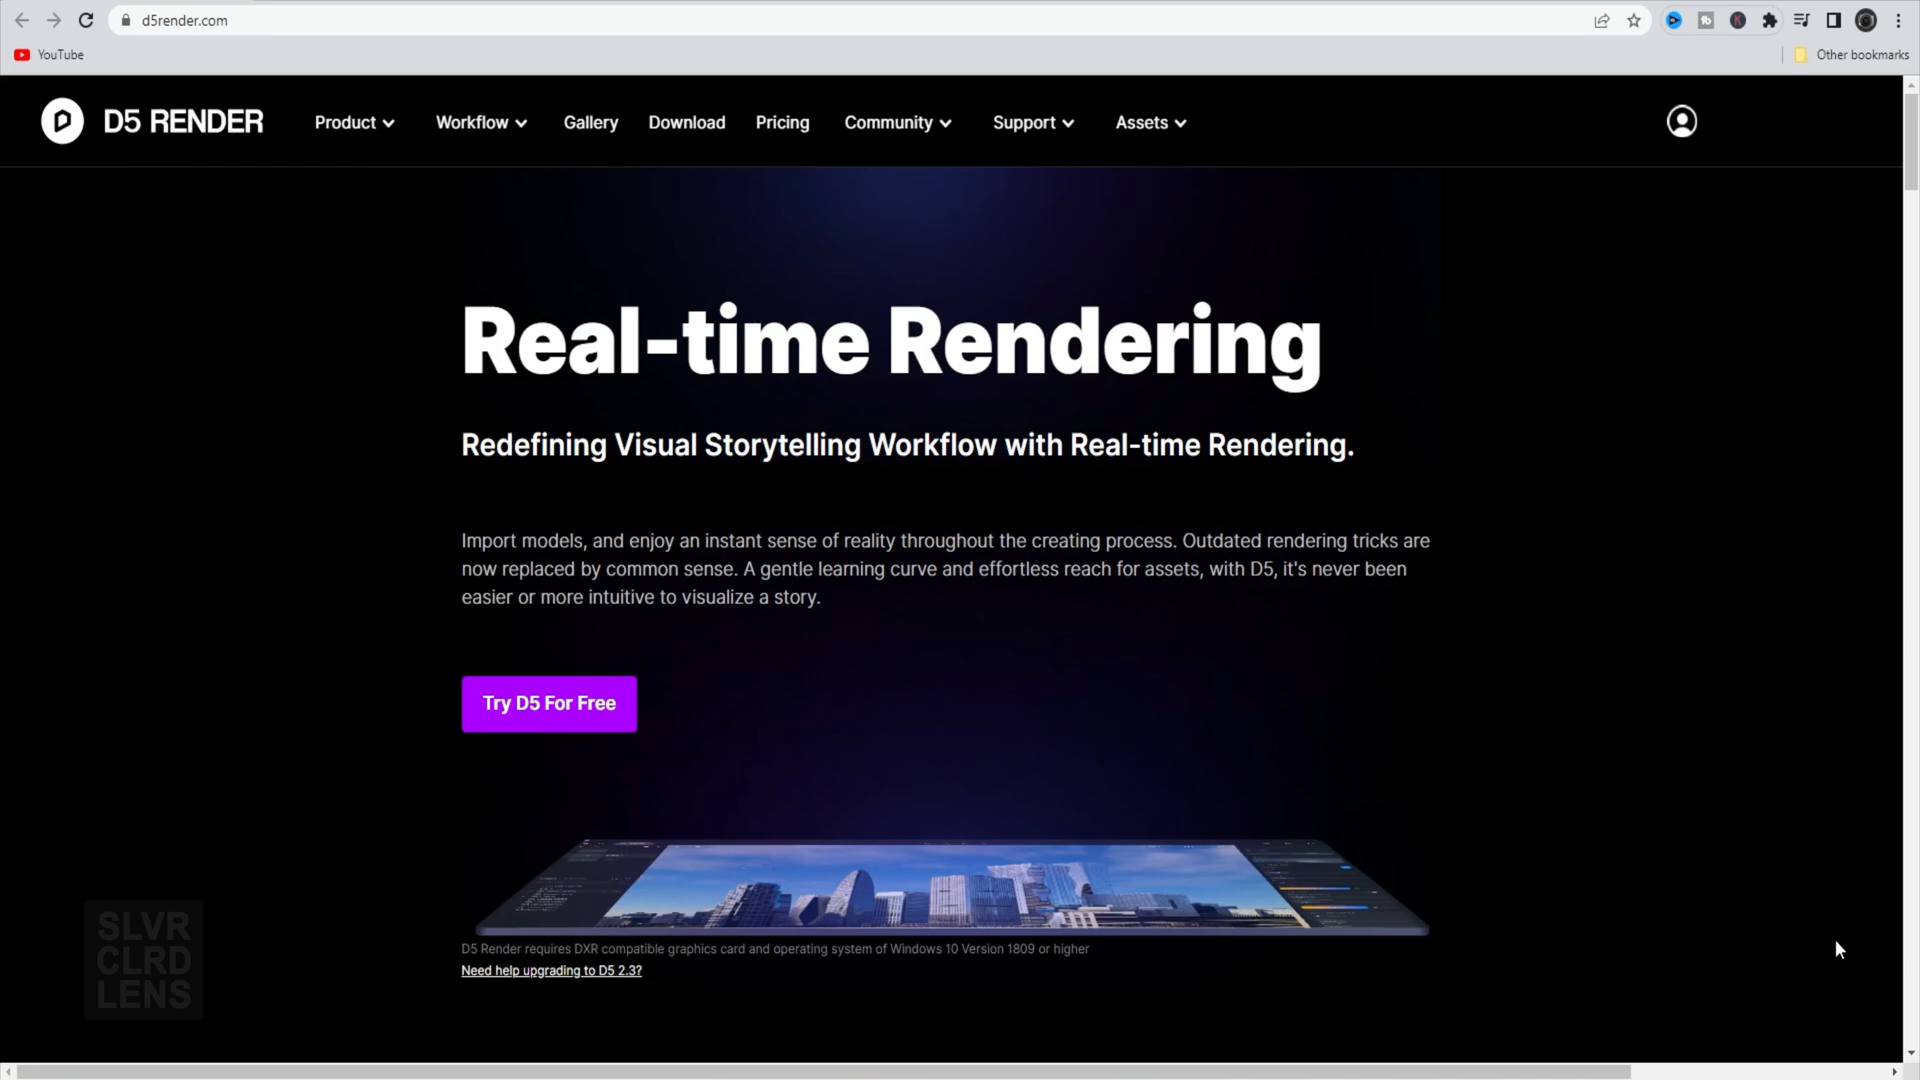 d5render.com
YouTube
Other bookmarks
D5 RENDER
Product
Workflow
Gallery
Download
Pricing
Community
Support
Assets
Real-time Rendering
Redefining Visual Storytelling Workflow with Real-time Rendering.
Import models, and enjoy an instant sense of reality throughout the creating process. Outdated rendering tricks are
now replaced by common sense. A gentle learning curve and effortless reach for assets, with D5, it's never been
easier or more intuitive to visualize a story.
Try D5 For Free
D5 Render requires DXR compatible graphics card and operating system of Windows 10 Version 1809 or higher
Need help upgrading to D5 2.3?
SLVR
CLRD
LENS